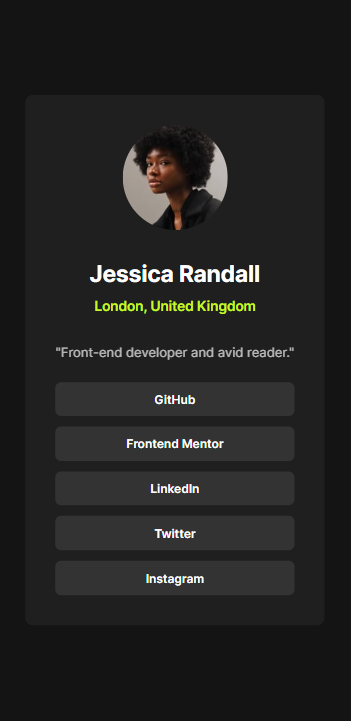 Jessica Randall
London, United Kingdom
"Front-end developer and avid reader."
GitHub
Frontend Mentor
LinkedIn
Twitter
Instagram